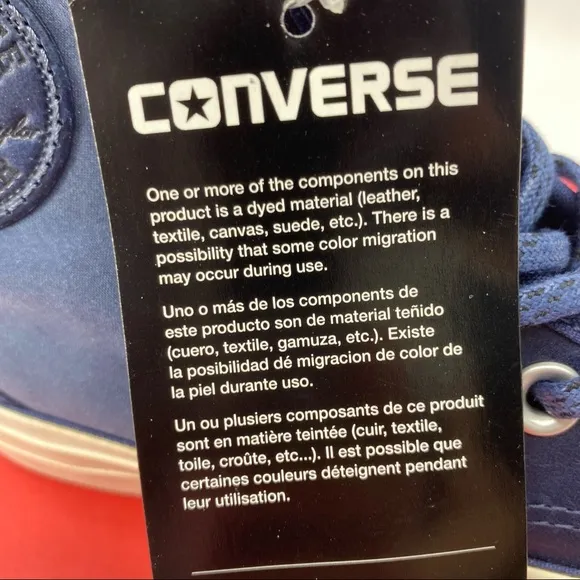 CONVERSE
One or more of the components on this
product is a dyed material (leather,
textile, canvas, suede, etc.). There is a
possibility that some color migration
may occur during use.
Uno o más de los componentes de
este producto son de material teñido
(cuero, textile, gamuza, etc.). Existe
la posibilidad dé migracion de color de
la piel durante uso.
Un ou plusiers composants de ce produit
sont en matière teintée (cuir, textile,
toile, croûte, etc...). Il est possible que
certaines couleurs déteignent pendant
leur utilisation.